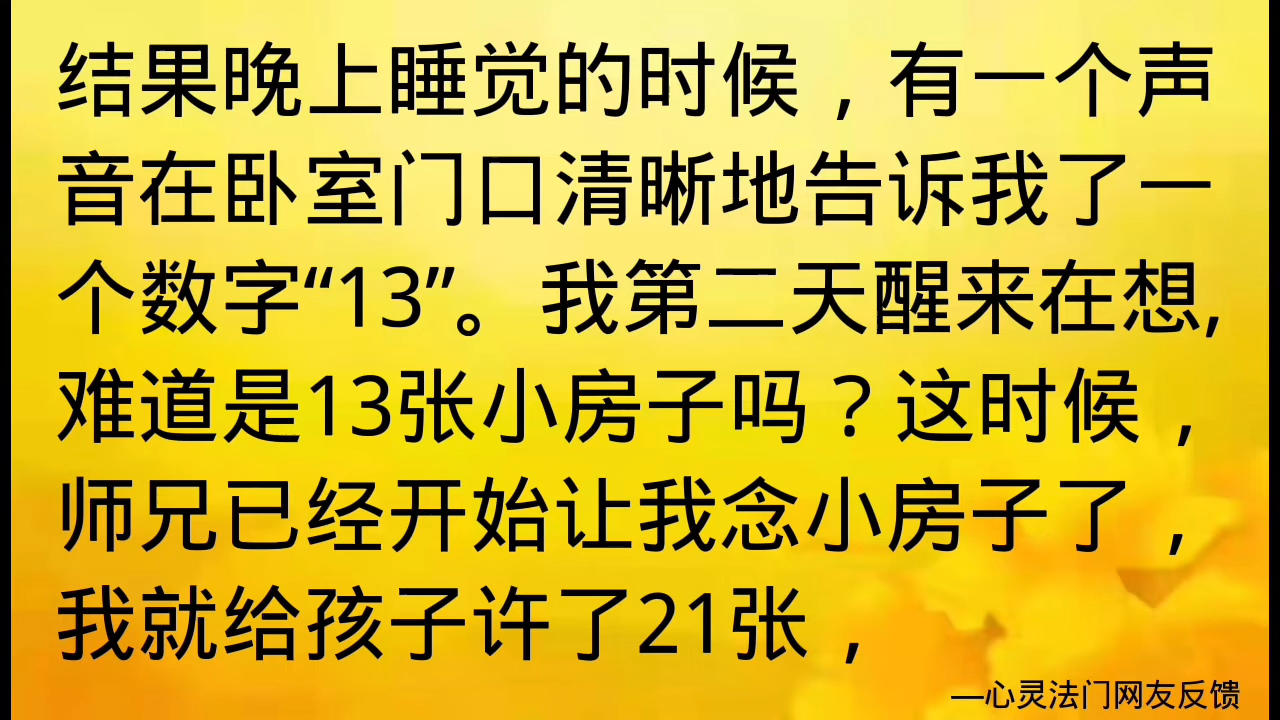 结果晚上睡觉的时候，有一个声
音在卧室门口清晰地告诉我了一
个数字“13”。我第二天醒来在想,
难道是13张小房子吗？这时候，
师兄已经开始让我念小房子了，
我就给孩子许了21张，
—心灵法门网友反馈